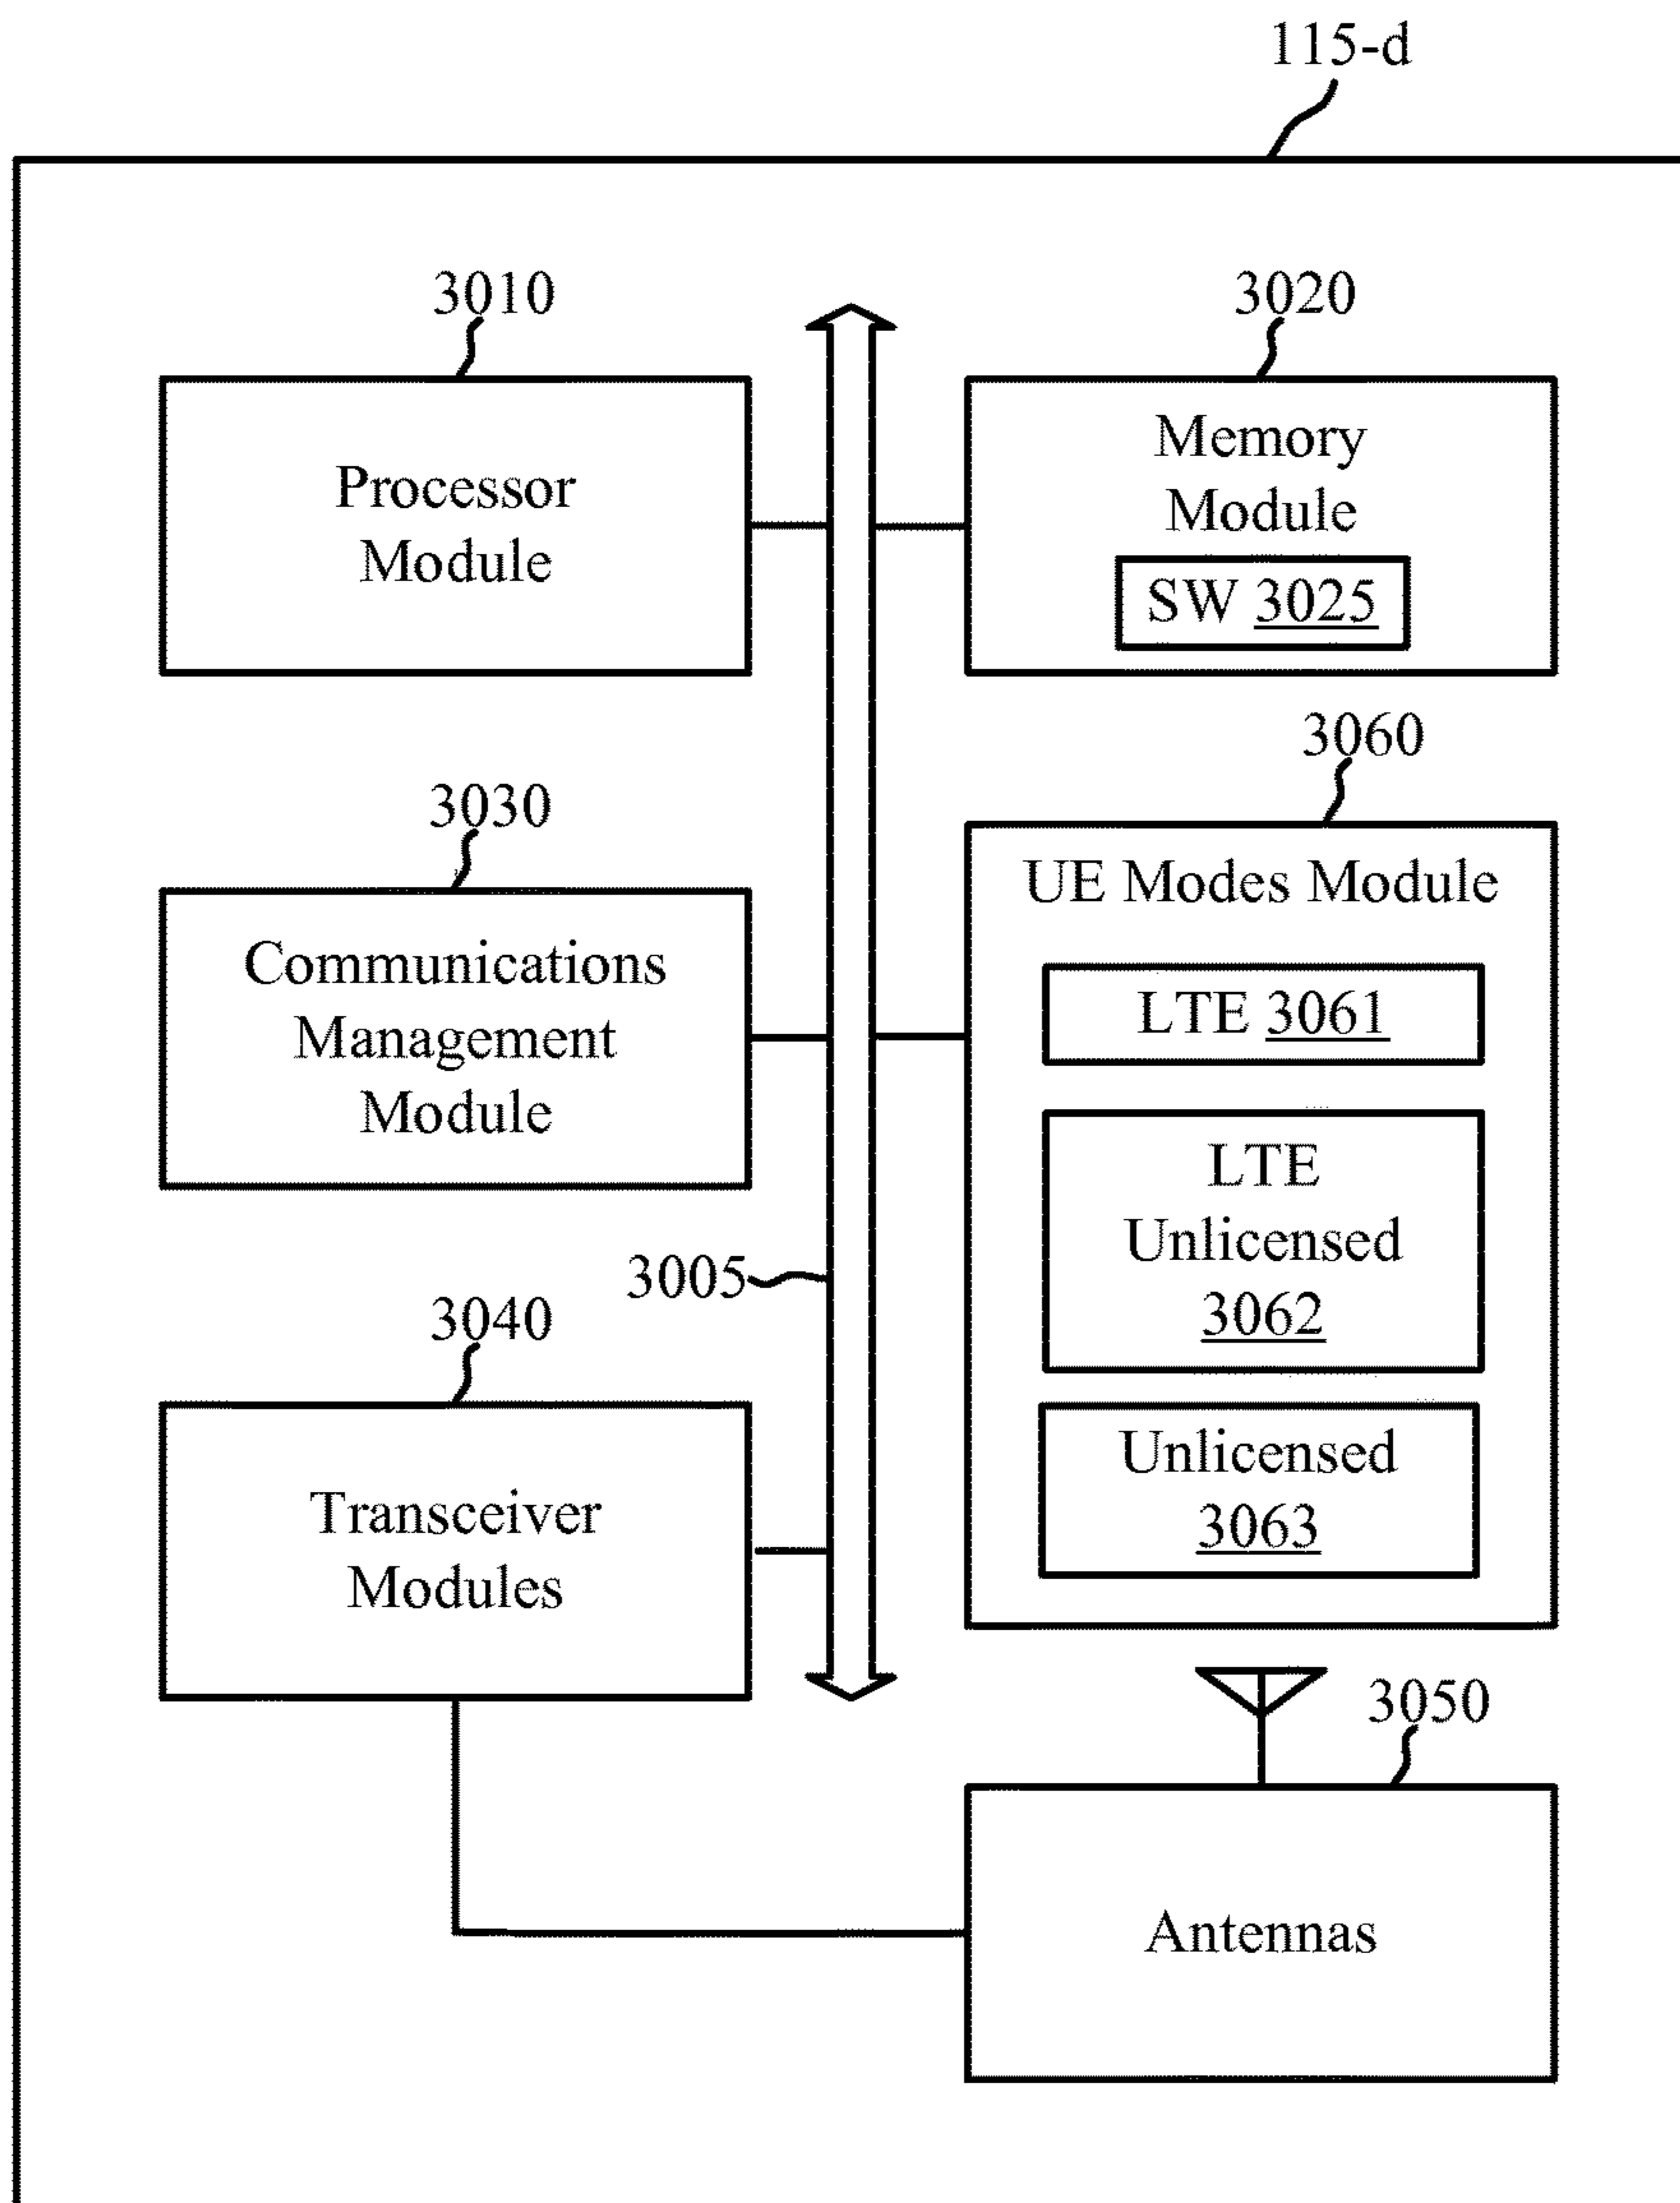 115-d
3010
Processor
Module
3020
Memory
Module
SW 3025
3030
Communications
Management
Module
3060
UE Modes Module
LTE 3061
LTE
Unlicensed
3062
Unlicensed
3063
3005
3040
Transceiver
Modules
3050
Antennas